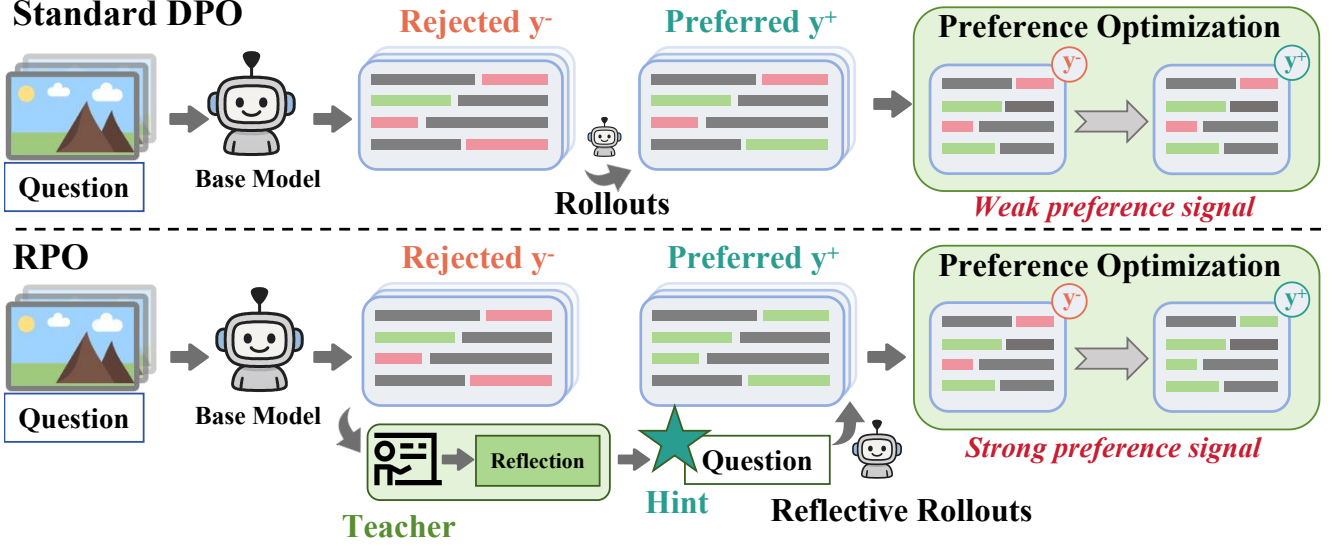 Standard DPO
Rejected y⁻
Preferred y⁺
Preference Optimization
y⁻
y⁺
Question
Base Model
Rollouts
Weak preference signal
RPO
Rejected y⁻
Preferred y⁺
Preference Optimization
y⁻
y⁺
Question
Base Model
Reflection
Question
Strong preference signal
Teacher
Hint
Reflective Rollouts